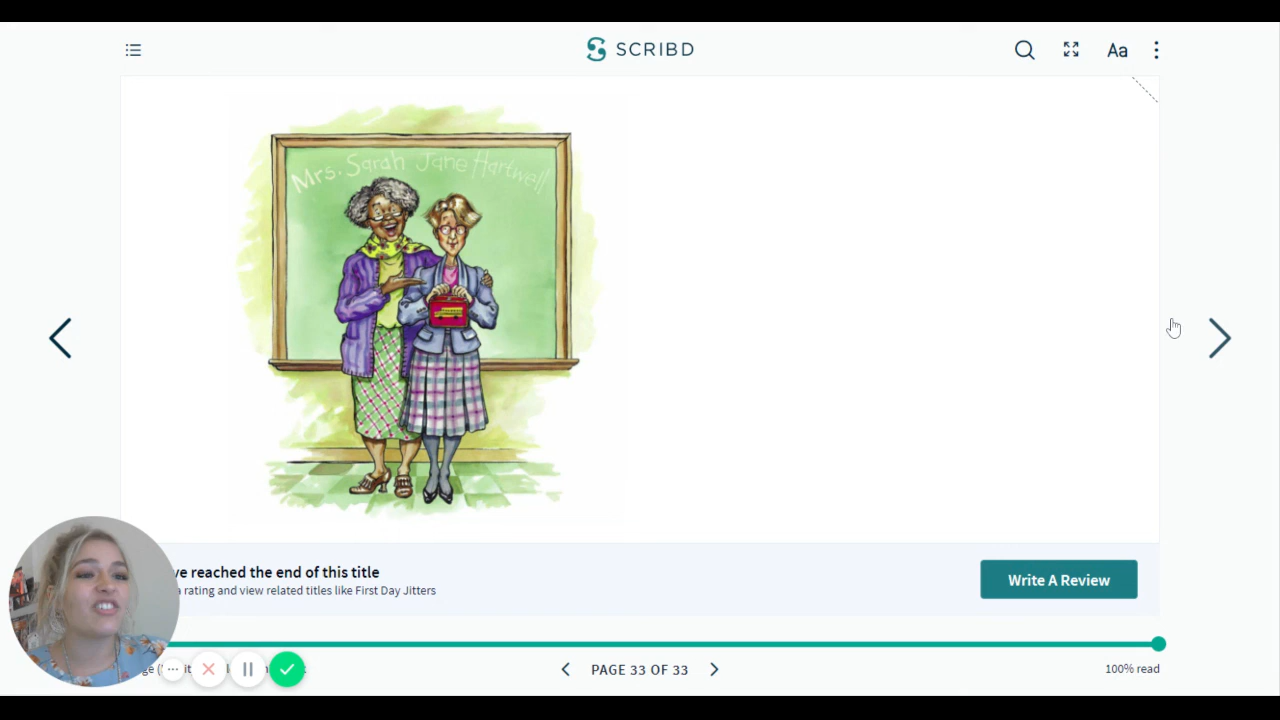 SCRIBD
Aa
Mrs. Sarah Jane Hartwell
reached the end of this title
rating and view related titles like First Day Jitters
Write A Review
PAGE 33 OF 33
100% read